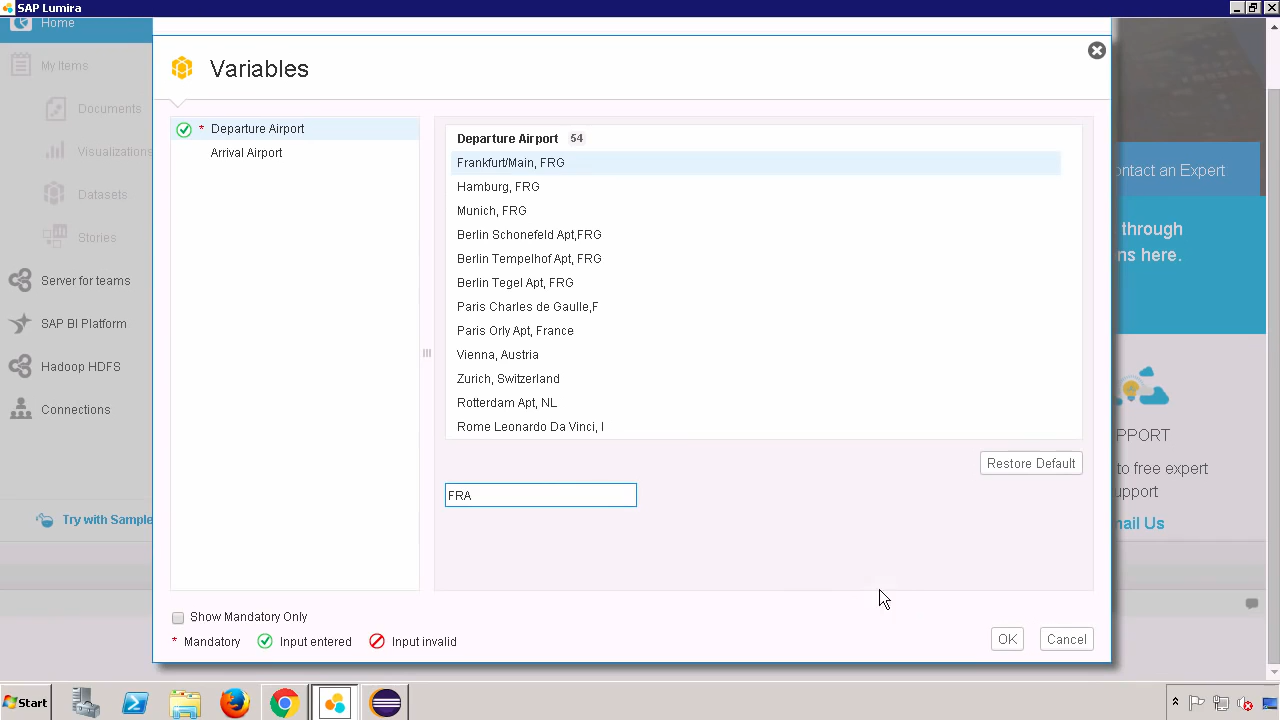 SAP Lumira
Home
My Items
Documents
Visualizations
Datasets
Stories
Server for teams
SAP BI Platform
Hadoop HDFS
Connections
Try with Sample
Variables
* Departure Airport
Arrival Airport
Departure Airport 54
Frankfurt/Main, FRG
Hamburg, FRG
Munich, FRG
Berlin Schonefeld Apt,FRG
Berlin Tempelhof Apt, FRG
Berlin Tegel Apt, FRG
Paris Charles de Gaulle,F
Paris Orly Apt, France
Vienna, Austria
Zurich, Switzerland
Rotterdam Apt, NL
Rome Leonardo Da Vinci, I
Restore Default
FRA
Show Mandatory Only
* Mandatory Input entered Input invalid
OK Cancel
ontact an Expert
through
ns here.
PPORT
to free expert
upport
nail Us
Start